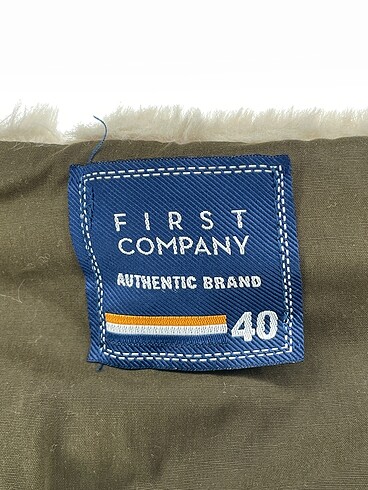 FIRST
COMPANY
AUTHENTIC BRAND
40